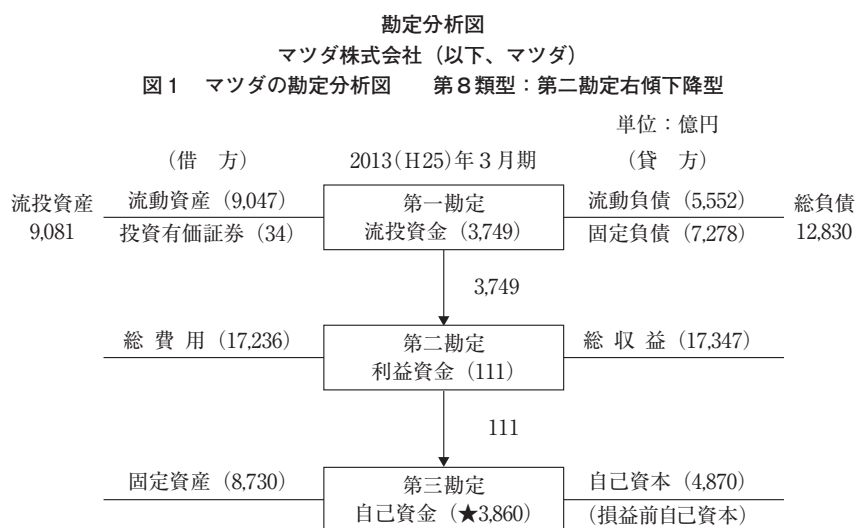 勘定分析図
マツダ株式会社（以下、マツダ）
図１　マツダの勘定分析図　　第８類型：第二勘定右傾下降型
単位：億円
（借　方）　2013（H25）年３月期　（貸　方）
流投資産
9,081
流動資産（9,047）
投資有価証券（34）
第一勘定
流投資金（3,749）
流動負債（5,552）
固定負債（7,278）
総負債
12,830
3,749
総 費 用（17,236）
第二勘定
利益資金（111）
総 収 益（17,347）
111
固定資産（8,730）
第三勘定
自己資金（★3,860）
自己資本（4,870）
（損益前自己資本）